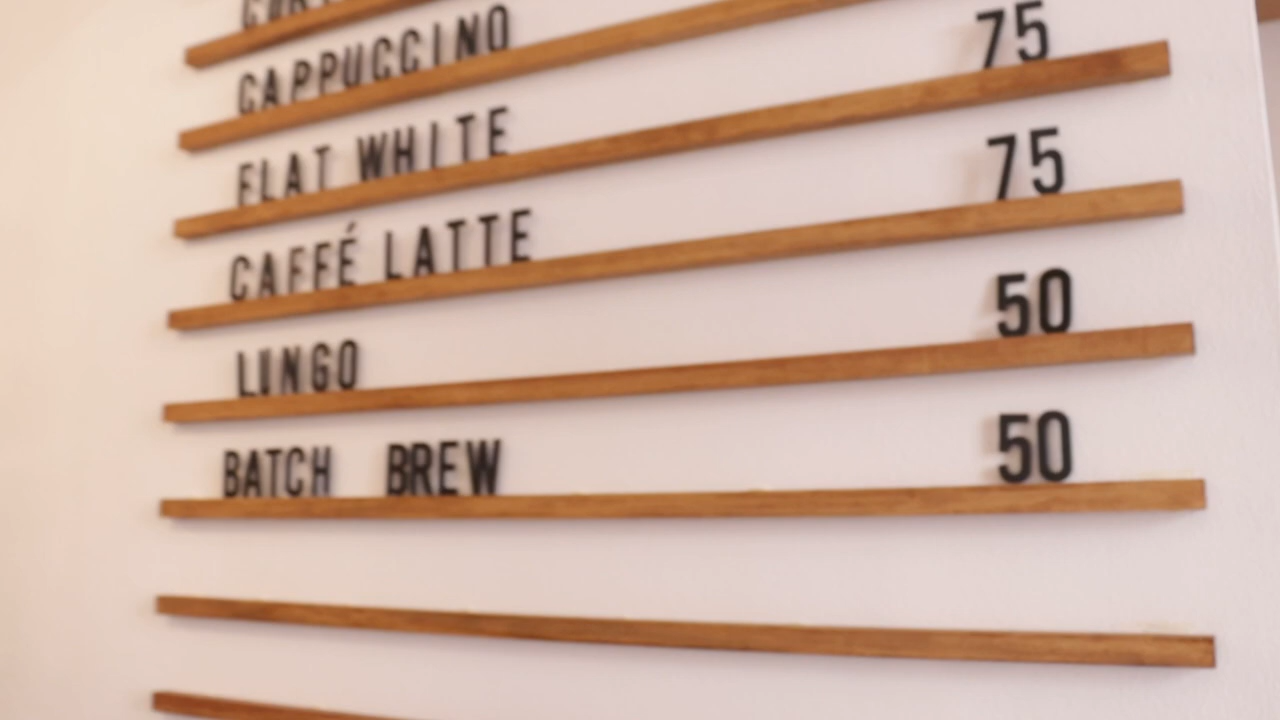 CAPPUCCINO
FLAT WHITE 75
CAFFÉ LATTE 75
LUNGO 50
BATCH BREW 50